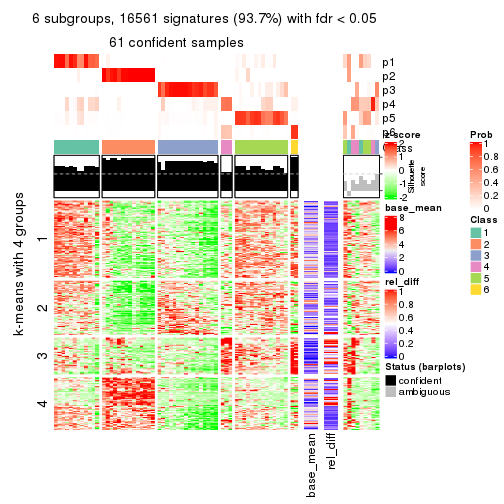 6 subgroups, 16561 signatures (93.7%) with fdr < 0.05
61 confident samples
p1
p2
p3
p4
p5
p6
Class
Silhouette
score
k-means with 4 groups
1
2
3
4
base_mean
rel_diff
z-score
2
1
0
-1
-2
base_mean
8
6
4
2
0
rel_diff
1
0.8
0.6
0.4
0.2
0
Status (barplots)
confident
ambiguous
Prob
1
0.8
0.6
0.4
0.2
0
Class
1
2
3
4
5
6